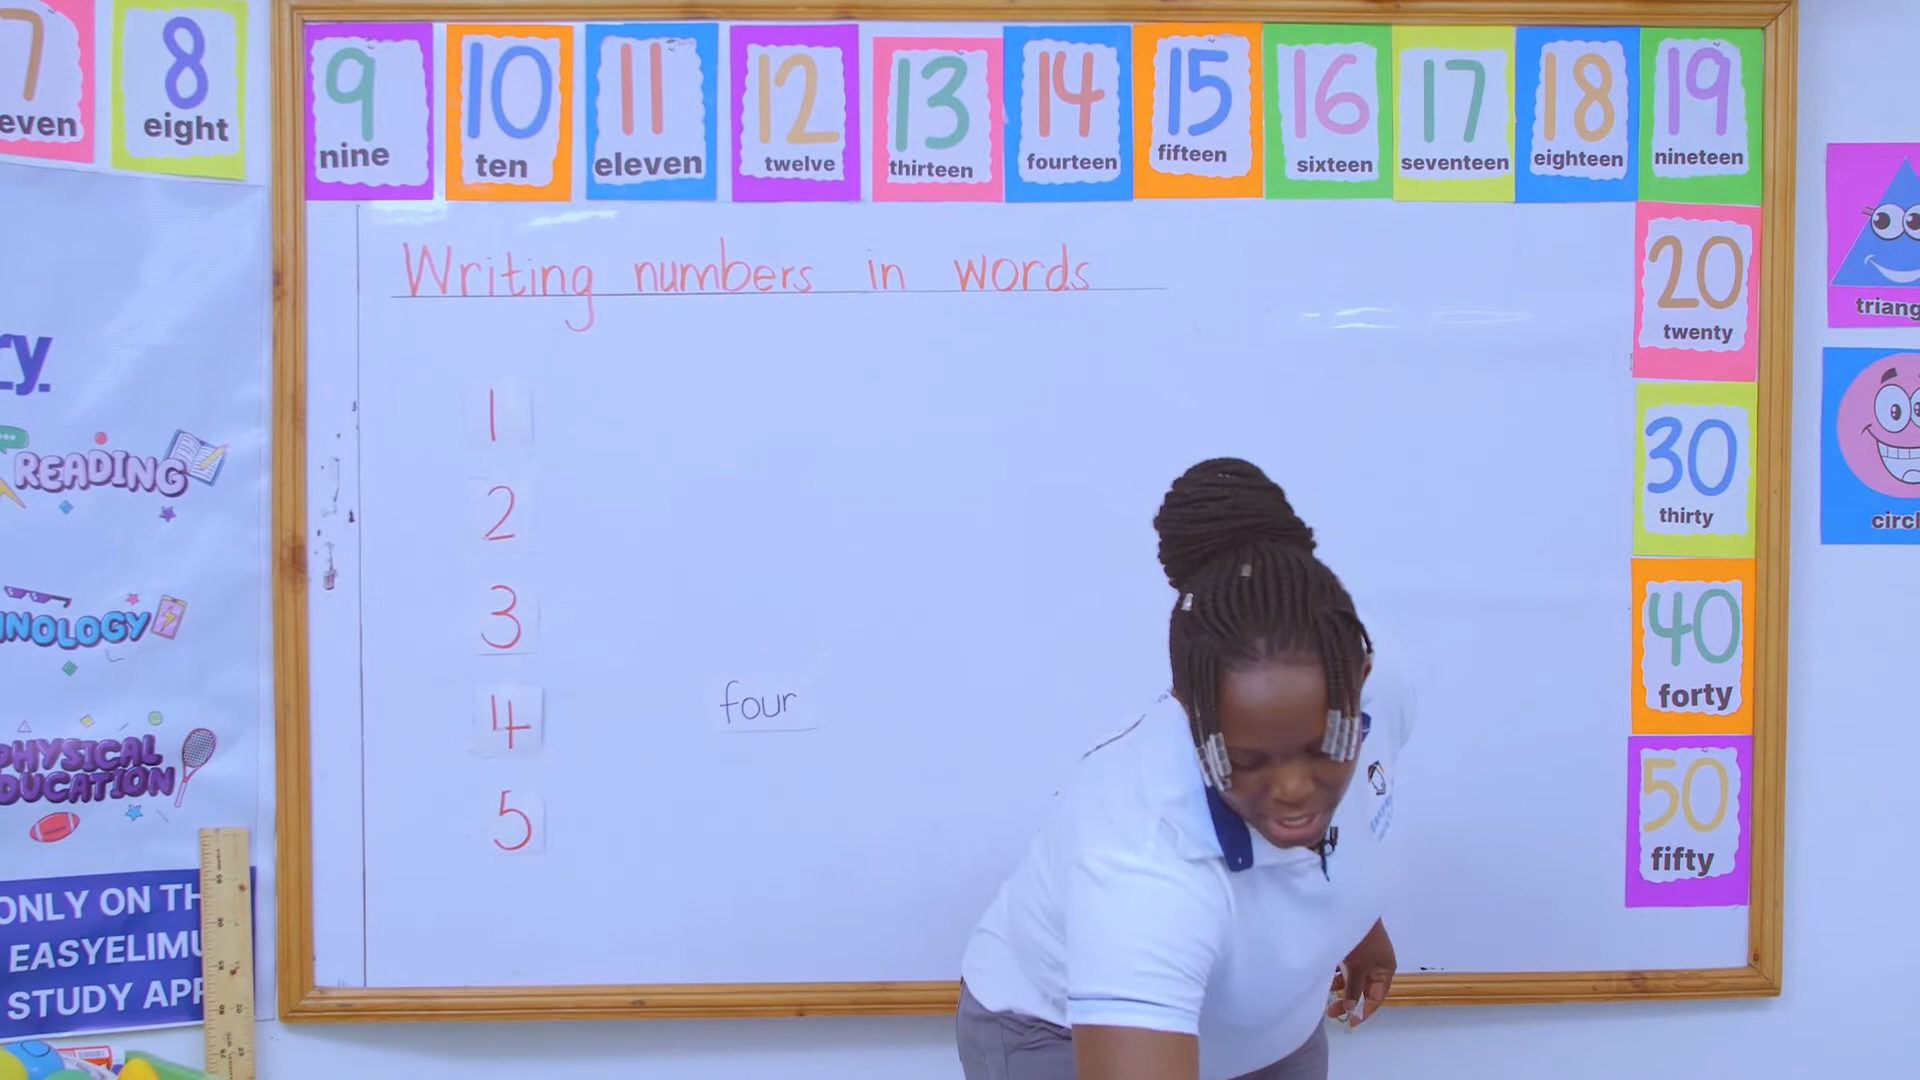 7
even
8
eight
9
nine
10
ten
11
eleven
12
twelve
13
thirteen
14
fourteen
15
fifteen
16
sixteen
17
seventeen
18
eighteen
19
nineteen
20
twenty
30
thirty
40
forty
50
fifty
Writing numbers in words
1
2
3
4 four
5
ry.
READING
NOLOGY
PHYSICAL
DUCATION
ONLY ON TH
EASYELIMU
STUDY APP
triang
circl